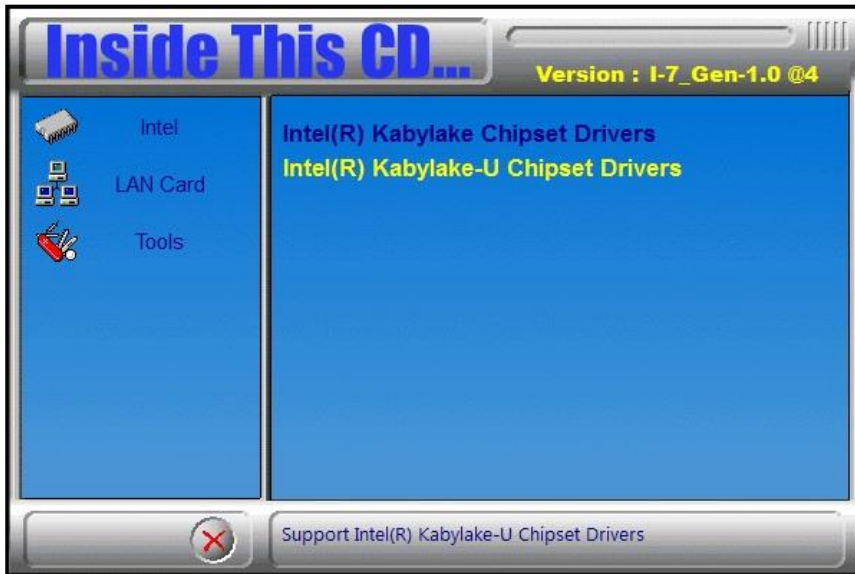 Inside This CD...
Version : I-7_Gen-1.0 @4
Intel
LAN Card
Tools
Intel(R) Kabylake Chipset Drivers
Intel(R) Kabylake-U Chipset Drivers
Support Intel(R) Kabylake-U Chipset Drivers